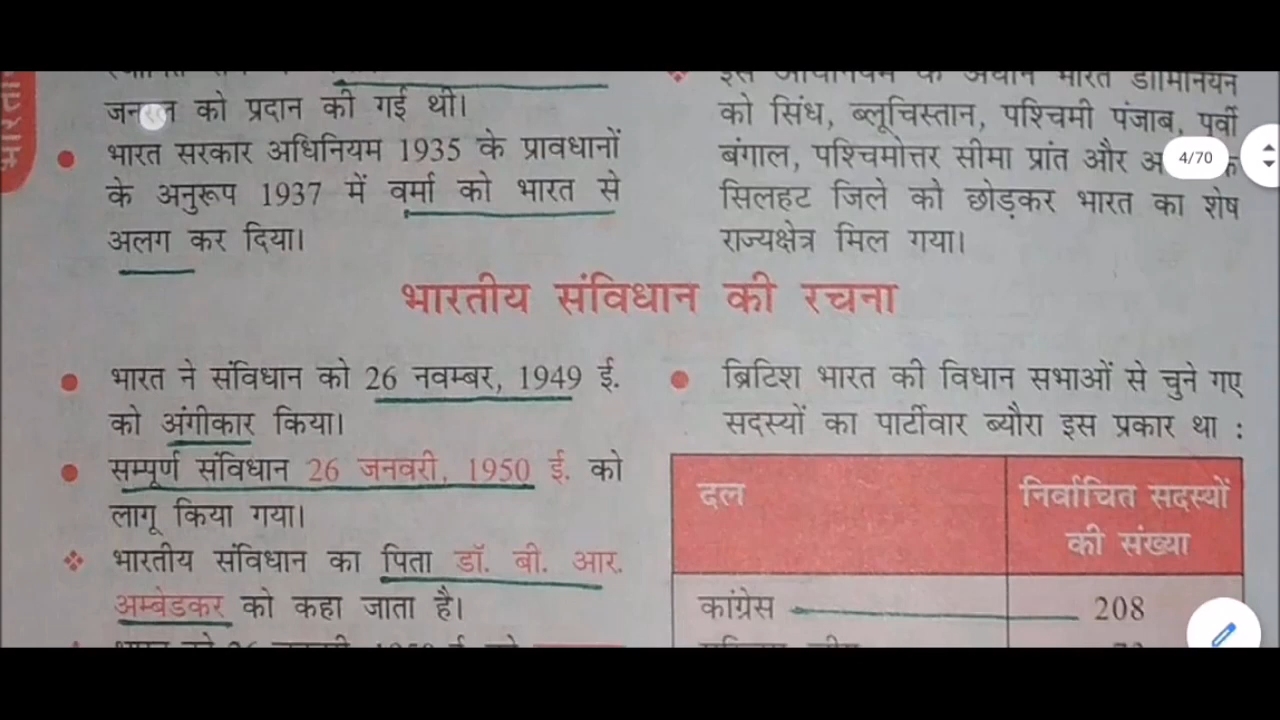 जनरल को प्रदान की गई थी।
भारत सरकार अधिनियम 1935 के प्रावधानों
के अनुरूप 1937 में वर्मा को भारत से
अलग कर दिया।
को सिंध, ब्लूचिस्तान, पश्चिमी पंजाब, पूर्वी
बंगाल, पश्चिमोत्तर सीमा प्रांत और
सिलहट जिले को छोड़कर भारत का शेष
राज्यक्षेत्र मिल गया।
4/70
भारतीय संविधान की रचना
भारत ने संविधान को 26 नवम्बर, 1949 ई.
को अंगीकार किया।
सम्पूर्ण संविधान 26 जनवरी, 1950 ई. को
लागू किया गया।
भारतीय संविधान का पिता डॉ. बी. आर.
अम्बेडकर को कहा जाता है।
ब्रिटिश भारत की विधान सभाओं से चुने गए
सदस्यों का पार्टीवार ब्यौरा इस प्रकार था :
दल
निर्वाचित सदस्यों
की संख्या
कांग्रेस 208